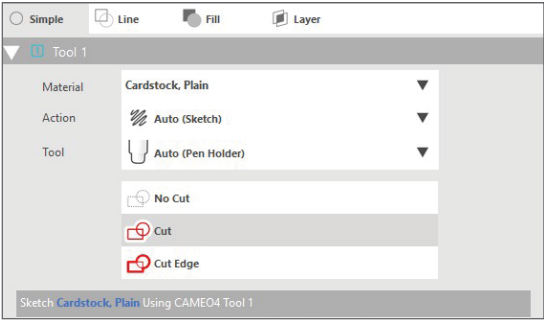 Simple Line Fill Layer
1 Tool 1
Material Cardstock, Plain
Action Auto (Sketch)
Tool Auto (Pen Holder)
No Cut
Cut
Cut Edge
Sketch Cardstock, Plain Using CAMEO4 Tool 1